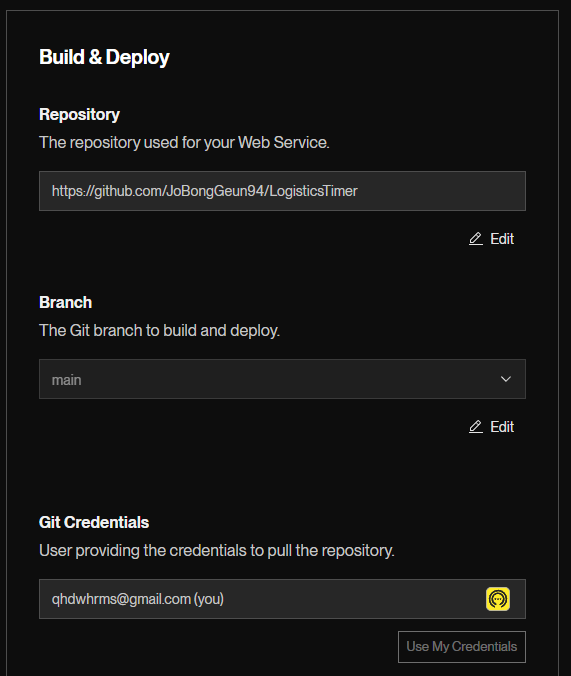 Build & Deploy
Repository
The repository used for your Web Service.
https://github.com/JoBongGeun94/LogisticsTimer
Edit
Branch
The Git branch to build and deploy.
main
Edit
Git Credentials
User providing the credentials to pull the repository.
qhdwhrms@gmail.com (you)
Use My Credentials